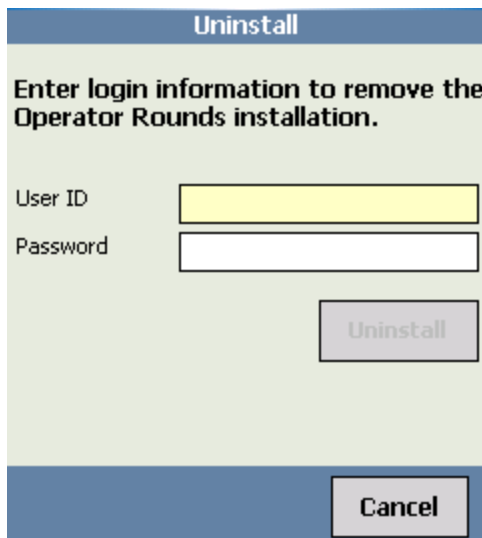 Uninstall
Enter login information to remove the
Operator Rounds installation.
User ID
Password
Uninstall
Cancel